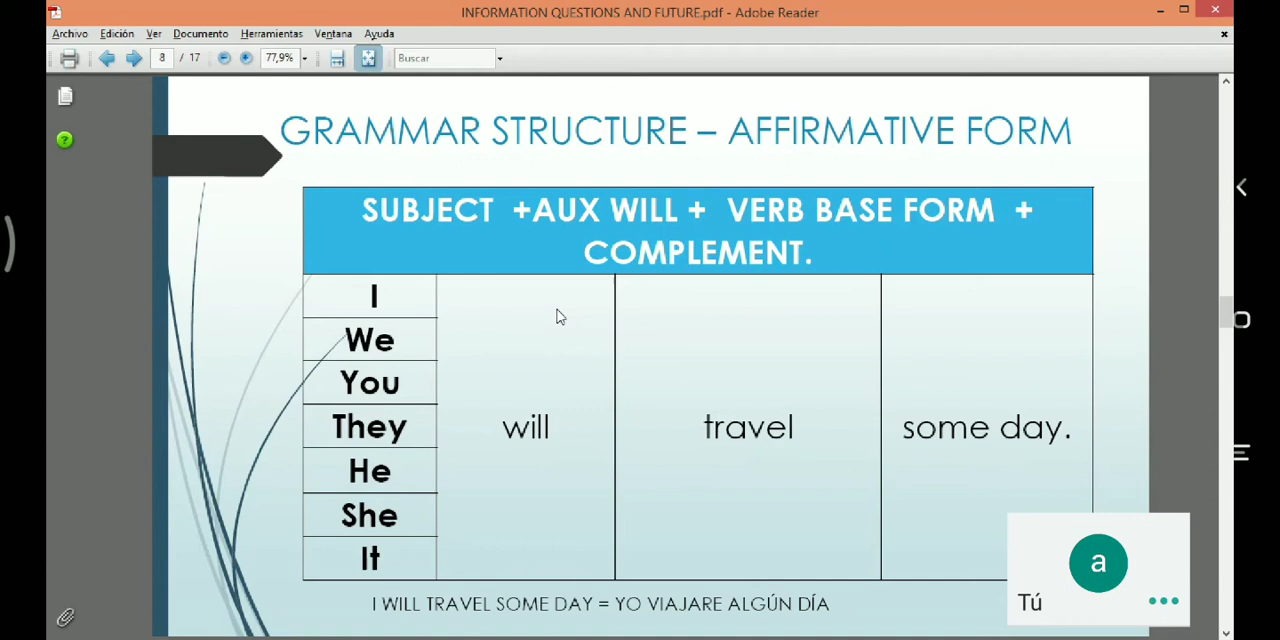 INFORMATION QUESTIONS AND FUTURE.pdf - Adobe Reader
Archivo Edición Ver Documento Herramientas Ventana Ayuda
8 / 17 77,9% Buscar
GRAMMAR STRUCTURE – AFFIRMATIVE FORM
SUBJECT +AUX WILL + VERB BASE FORM +
COMPLEMENT.
I
We
You
They will travel some day.
He
She
It
a
Tú
I WILL TRAVEL SOME DAY = YO VIAJARE ALGÚN DÍA